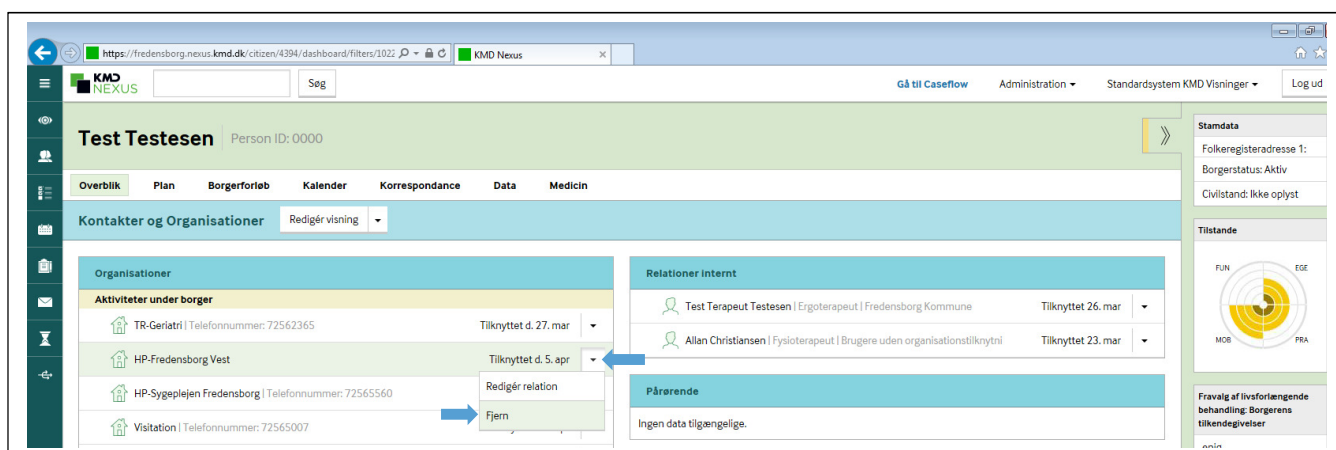 https://fredensborg.nexus.kmd.dk/citizen/4394/dashboard/filters/1022
KMD Nexus
KMD NEXUS
Søg
Gå til Caseflow
Administration
Standardsystem KMD Visninger
Log ud
Test Testesen
Person ID: 0000
Overblik
Plan
Borgerforløb
Kalender
Korrespondance
Data
Medicin
Kontakter og Organisationer
Redigér visning
Organisationer
Aktiviteter under borger
TR-Geriatri | Telefonnummer: 72562365 Tilknyttet d. 27. mar
HP-Fredensborg Vest Tilknyttet d. 5. apr
HP-Sygeplejen Fredensborg | Telefonnummer: 72565560
Visitation | Telefonnummer: 72565007
Redigér relation
Fjern
Relationer internt
Test Terapeut Testesen | Ergoterapeut | Fredensborg Kommune Tilknyttet 26. mar
Allan Christiansen | Fysioterapeut | Brugere uden organisationstilknytni Tilknyttet 23. mar
Pårørende
Ingen data tilgængelige.
Stamdata
Folkeregisteradresse 1:
Borgerstatus: Aktiv
Civilstand: Ikke oplyst
Tilstande
FUN
EGE
MOB
PRA
Fravalg af livsforlængende
behandling: Borgerens
tilkendegivelser